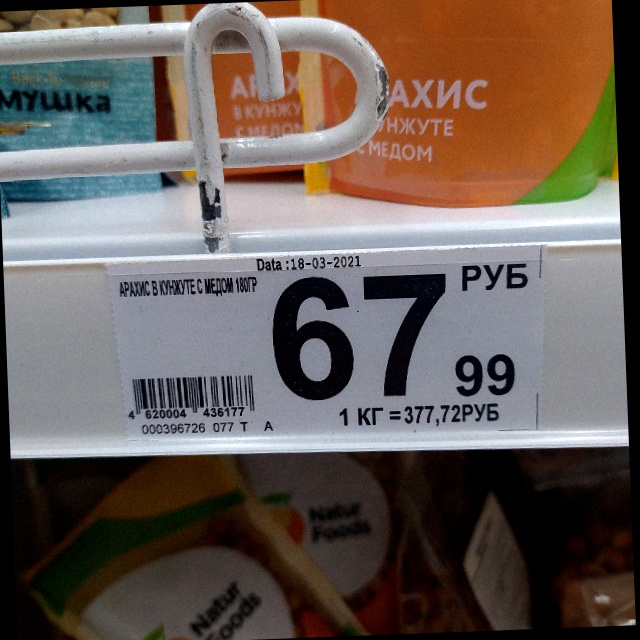 мушка
АРАХ
В КУНЖУ
С МЕДОМ
АРАХИС
КУНЖУТЕ
С МЕДОМ
Data :18-03-2021
АРАХИС В КУНЖУТЕ С МЕДОМ 180ГР
67 99 РУБ
4 620004 436177
1 КГ =377,72РУБ
000396726 077 Т А
Natur
Foods
Natur
Foods